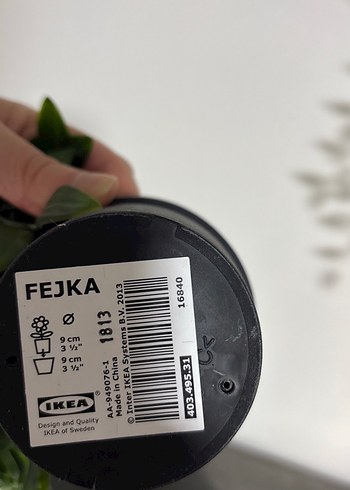 FEJKA
Ø
9 cm
3 ½"
9 cm
3 ½"
IKEA®
Design and Quality
IKEA of Sweden
1813
AA-949076-1
Made in China
© Inter IKEA Systems B.V. 2013
16840
403.495.31